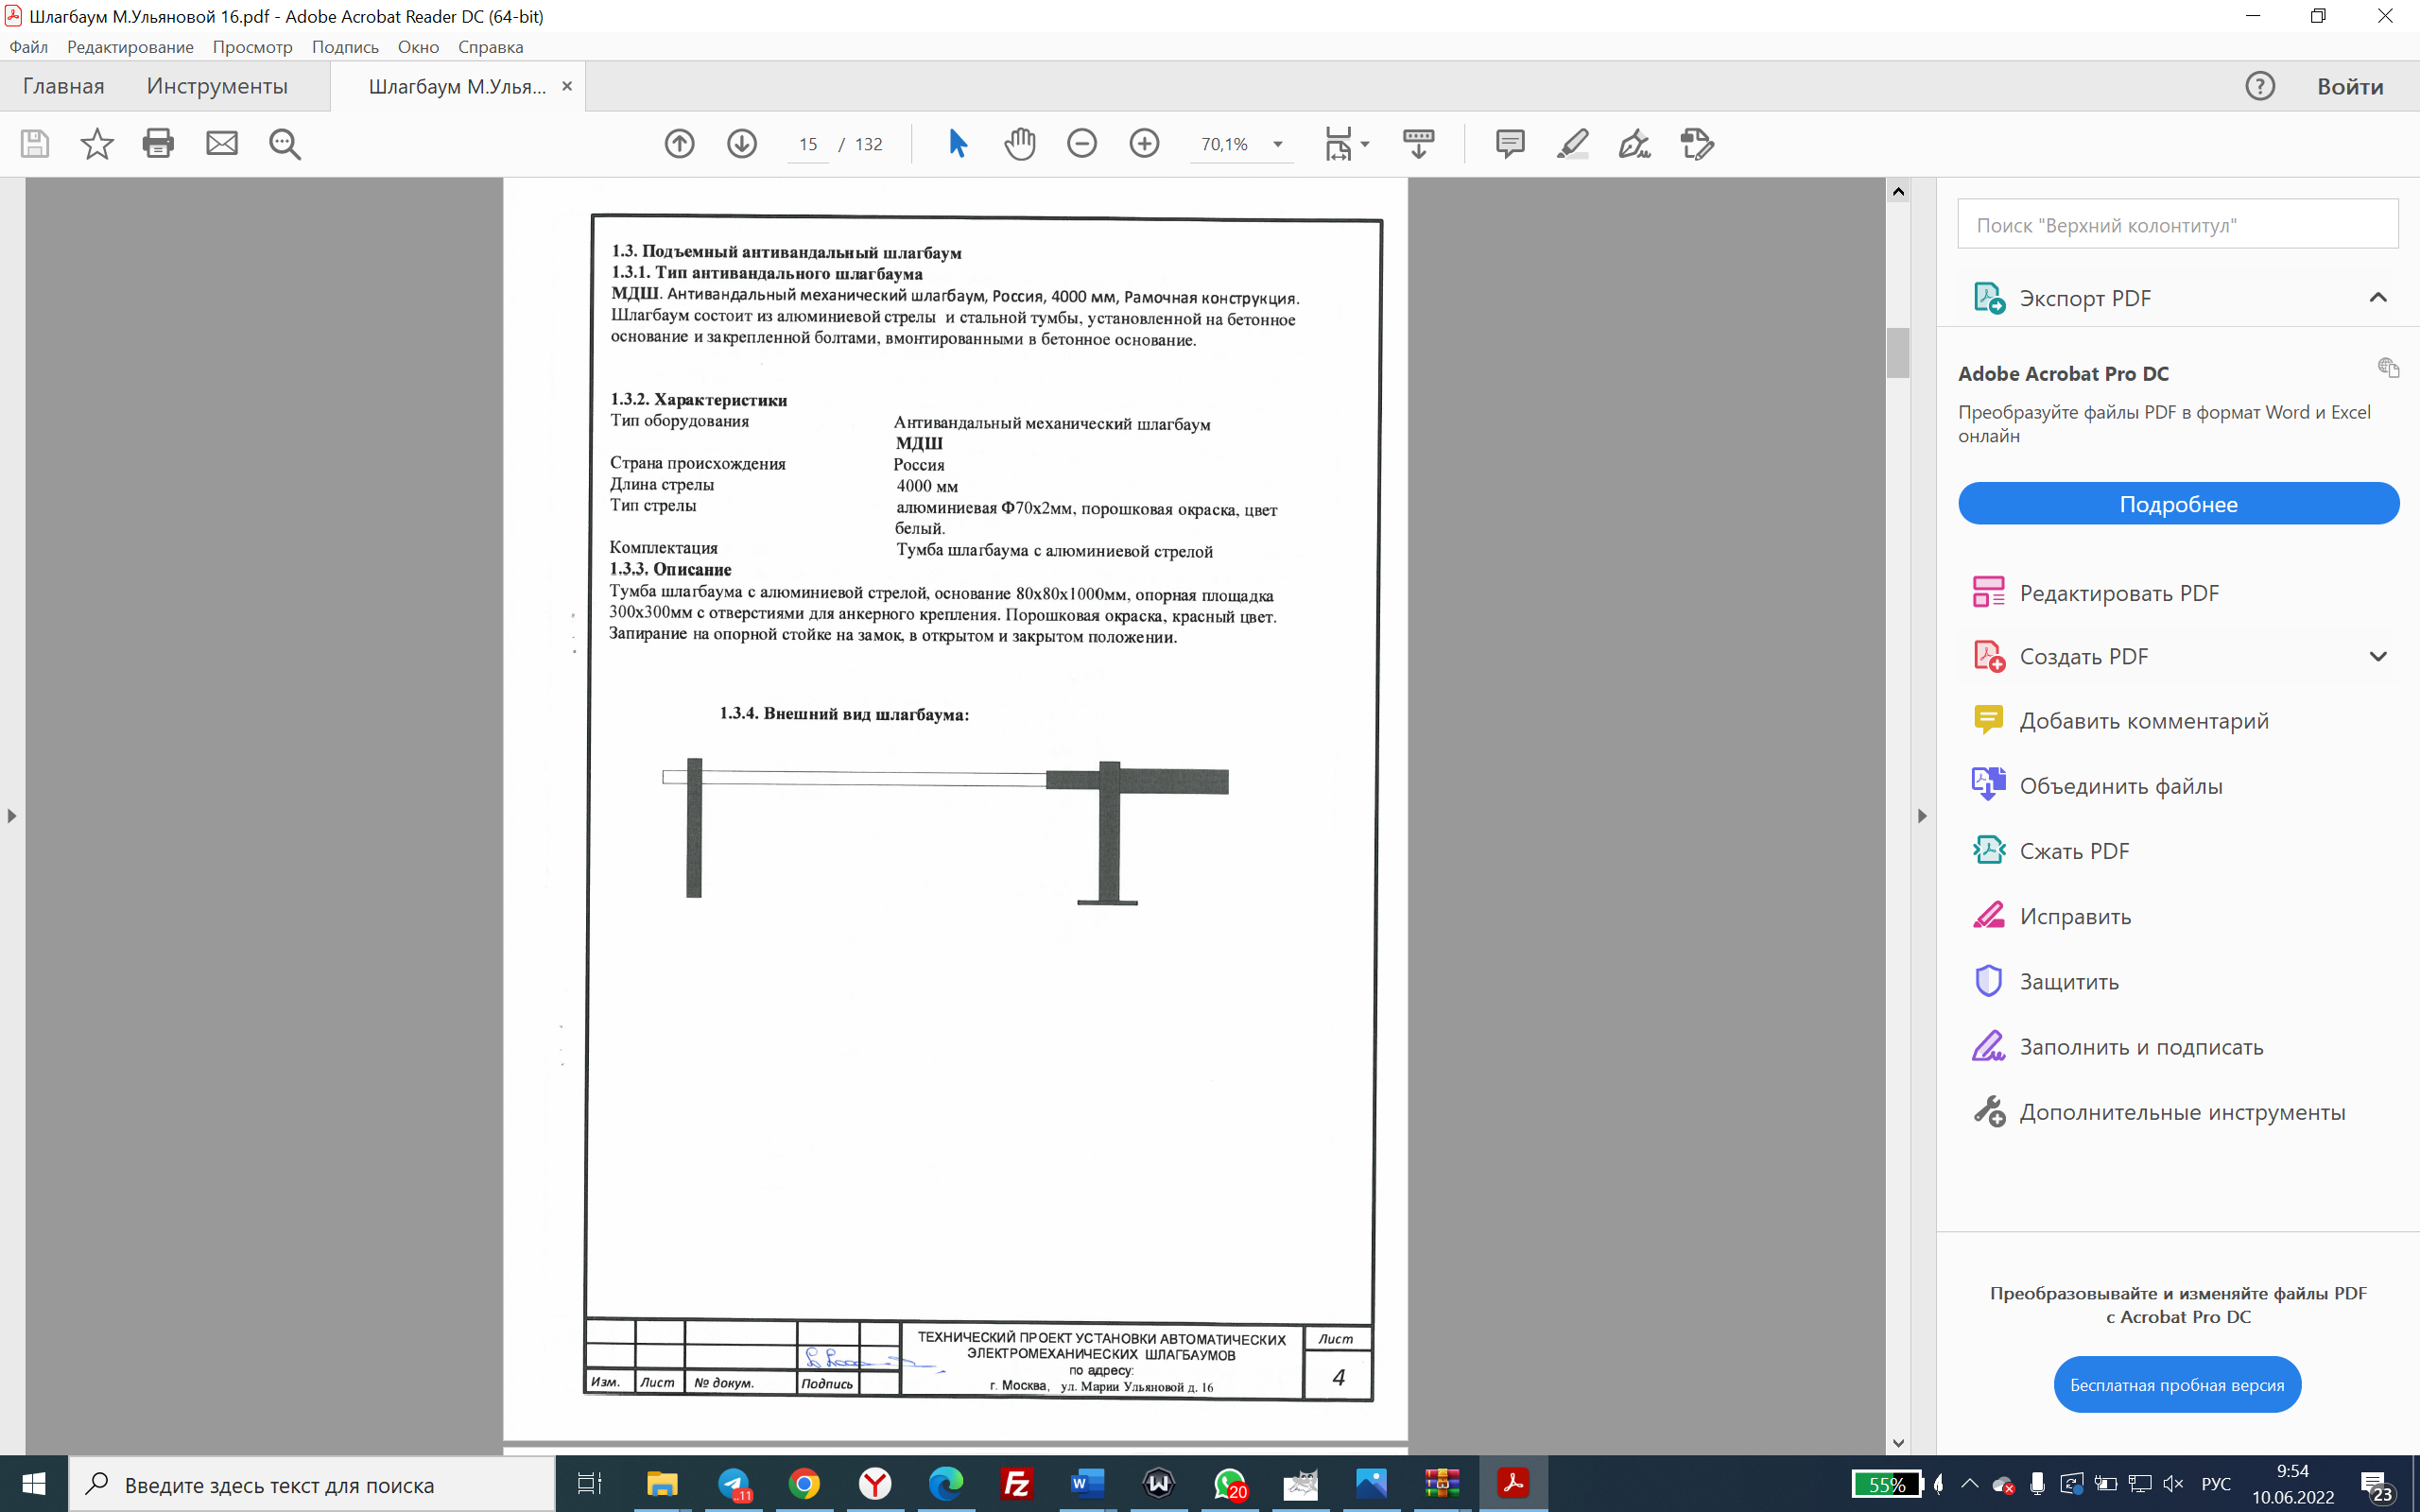 Шлагбаум М.Ульяновой 16.pdf - Adobe Acrobat Reader DC (64-bit)
Файл Редактирование Просмотр Подпись Окно Справка
Главная Инструменты Шлагбаум М.Улья... × ? Войти
15 / 132 70,1%
1.3. Подъемный антивандальный шлагбаум
1.3.1. Тип антивандального шлагбаума
МДШ. Антивандальный механический шлагбаум, Россия, 4000 мм, Рамочная конструкция.
Шлагбаум состоит из алюминиевой стрелы и стальной тумбы, установленной на бетонное
основание и закрепленной болтами, вмонтированными в бетонное основание.
1.3.2. Характеристики
Тип оборудования Антивандальный механический шлагбаум
МДШ
Страна происхождения Россия
Длина стрелы 4000 мм
Тип стрелы алюминиевая Ф70х2мм, порошковая окраска, цвет
белый.
Комплектация Тумба шлагбаума с алюминиевой стрелой
1.3.3. Описание
Тумба шлагбаума с алюминиевой стрелой, основание 80х80х1000мм, опорная площадка
300х300мм с отверстиями для анкерного крепления. Порошковая окраска, красный цвет.
Запирание на опорной стойке на замок, в открытом и закрытом положении.
1.3.4. Внешний вид шлагбаума:
ТЕХНИЧЕСКИЙ ПРОЕКТ УСТАНОВКИ АВТОМАТИЧЕСКИХ
ЭЛЕКТРОМЕХАНИЧЕСКИХ ШЛАГБАУМОВ
по адресу:
г. Москва, ул. Марии Ульяновой д. 16
Изм. Лист № докум. Подпись
Лист
4
Поиск "Верхний колонтитул"
Экспорт PDF
Adobe Acrobat Pro DC
Преобразуйте файлы PDF в формат Word и Excel
онлайн
Подробнее
Редактировать PDF
Создать PDF
Добавить комментарий
Объединить файлы
Сжать PDF
Исправить
Защитить
Заполнить и подписать
Дополнительные инструменты
Преобразовывайте и изменяйте файлы PDF
с Acrobat Pro DC
Бесплатная пробная версия
Введите здесь текст для поиска
..11
20
55%
РУС
9:54
10.06.2022
23